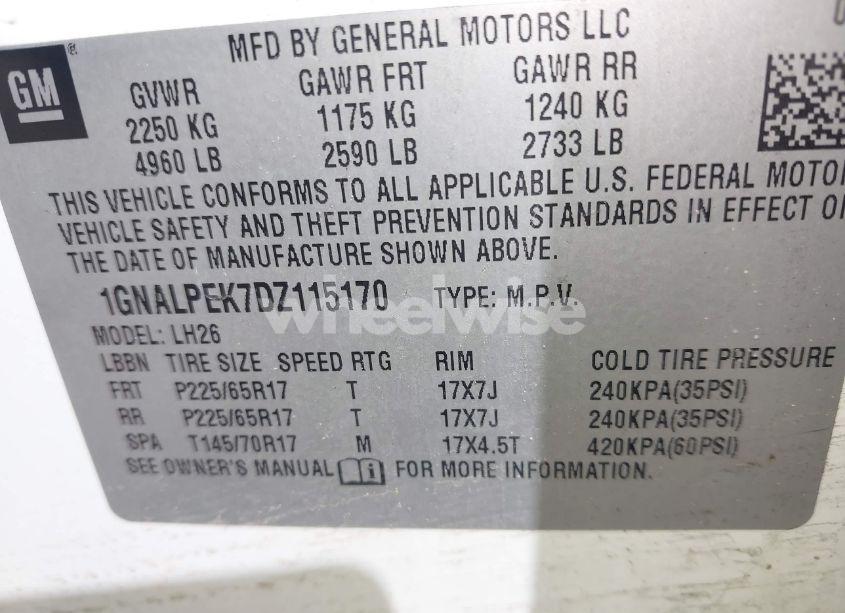 MFD BY GENERAL MOTORS LLC
GM ®
GVWR GAWR FRT GAWR RR
2250 KG 1175 KG 1240 KG
4960 LB 2590 LB 2733 LB
THIS VEHICLE CONFORMS TO ALL APPLICABLE U.S. FEDERAL MOTOR
VEHICLE SAFETY AND THEFT PREVENTION STANDARDS IN EFFECT ON
THE DATE OF MANUFACTURE SHOWN ABOVE.
1GNALPEK7DZ115170 TYPE: M.P.V.
wheelwise
MODEL: LH26
LBBN TIRE SIZE SPEED RTG RIM COLD TIRE PRESSURE
FRT P225/65R17 T 17X7J 240KPA(35PSI)
RR P225/65R17 T 17X7J 240KPA(35PSI)
SPA T145/70R17 M 17X4.5T 420KPA(60PSI)
SEE OWNER'S MANUAL FOR MORE INFORMATION.